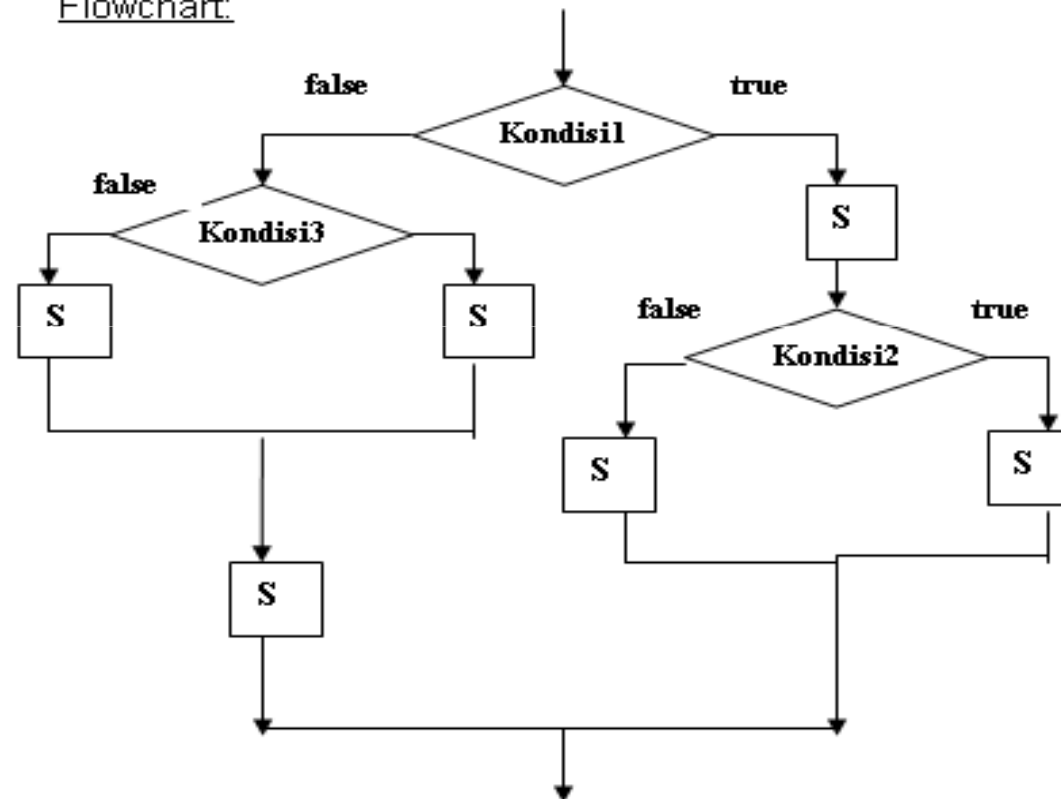 Flowchart:
false
true
Kondisi1
false
Kondisi3
S
S
S
false
true
Kondisi2
S
S
S